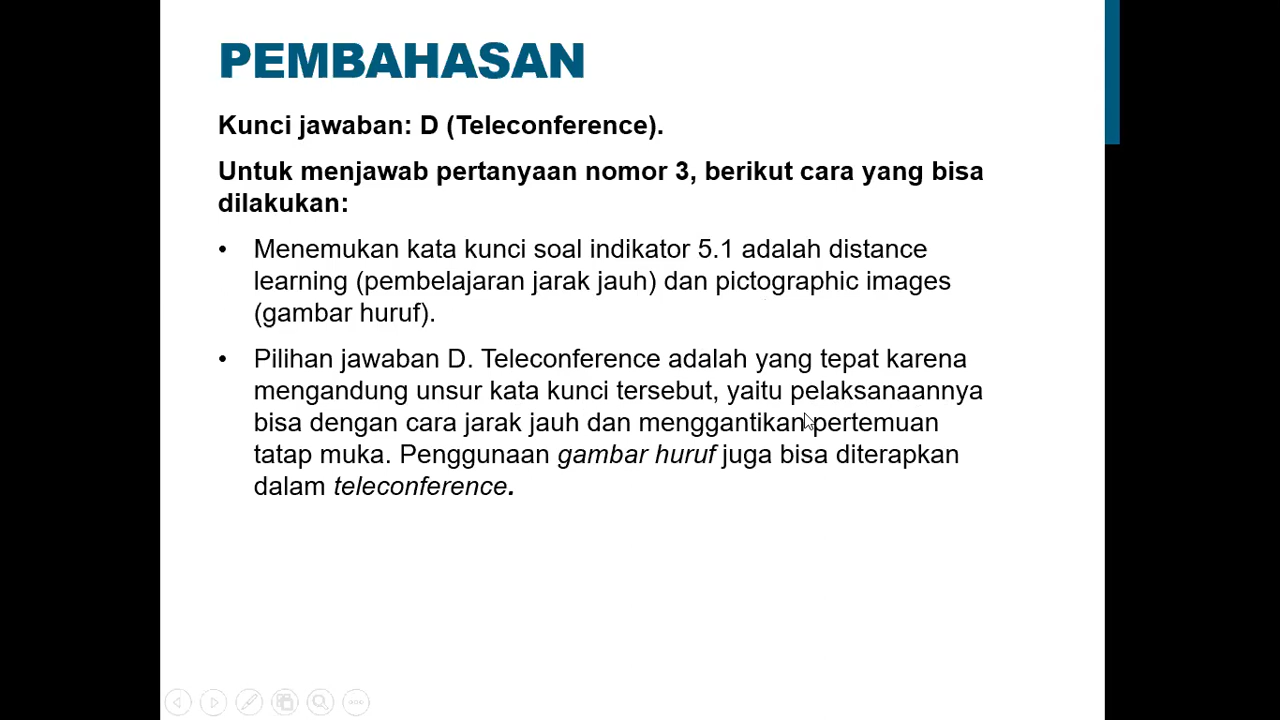 PEMBAHASAN
Kunci jawaban: D (Teleconference).
Untuk menjawab pertanyaan nomor 3, berikut cara yang bisa
dilakukan:
• Menemukan kata kunci soal indikator 5.1 adalah distance
learning (pembelajaran jarak jauh) dan pictographic images
(gambar huruf).
• Pilihan jawaban D. Teleconference adalah yang tepat karena
mengandung unsur kata kunci tersebut, yaitu pelaksanaannya
bisa dengan cara jarak jauh dan menggantikan pertemuan
tatap muka. Penggunaan gambar huruf juga bisa diterapkan
dalam teleconference.